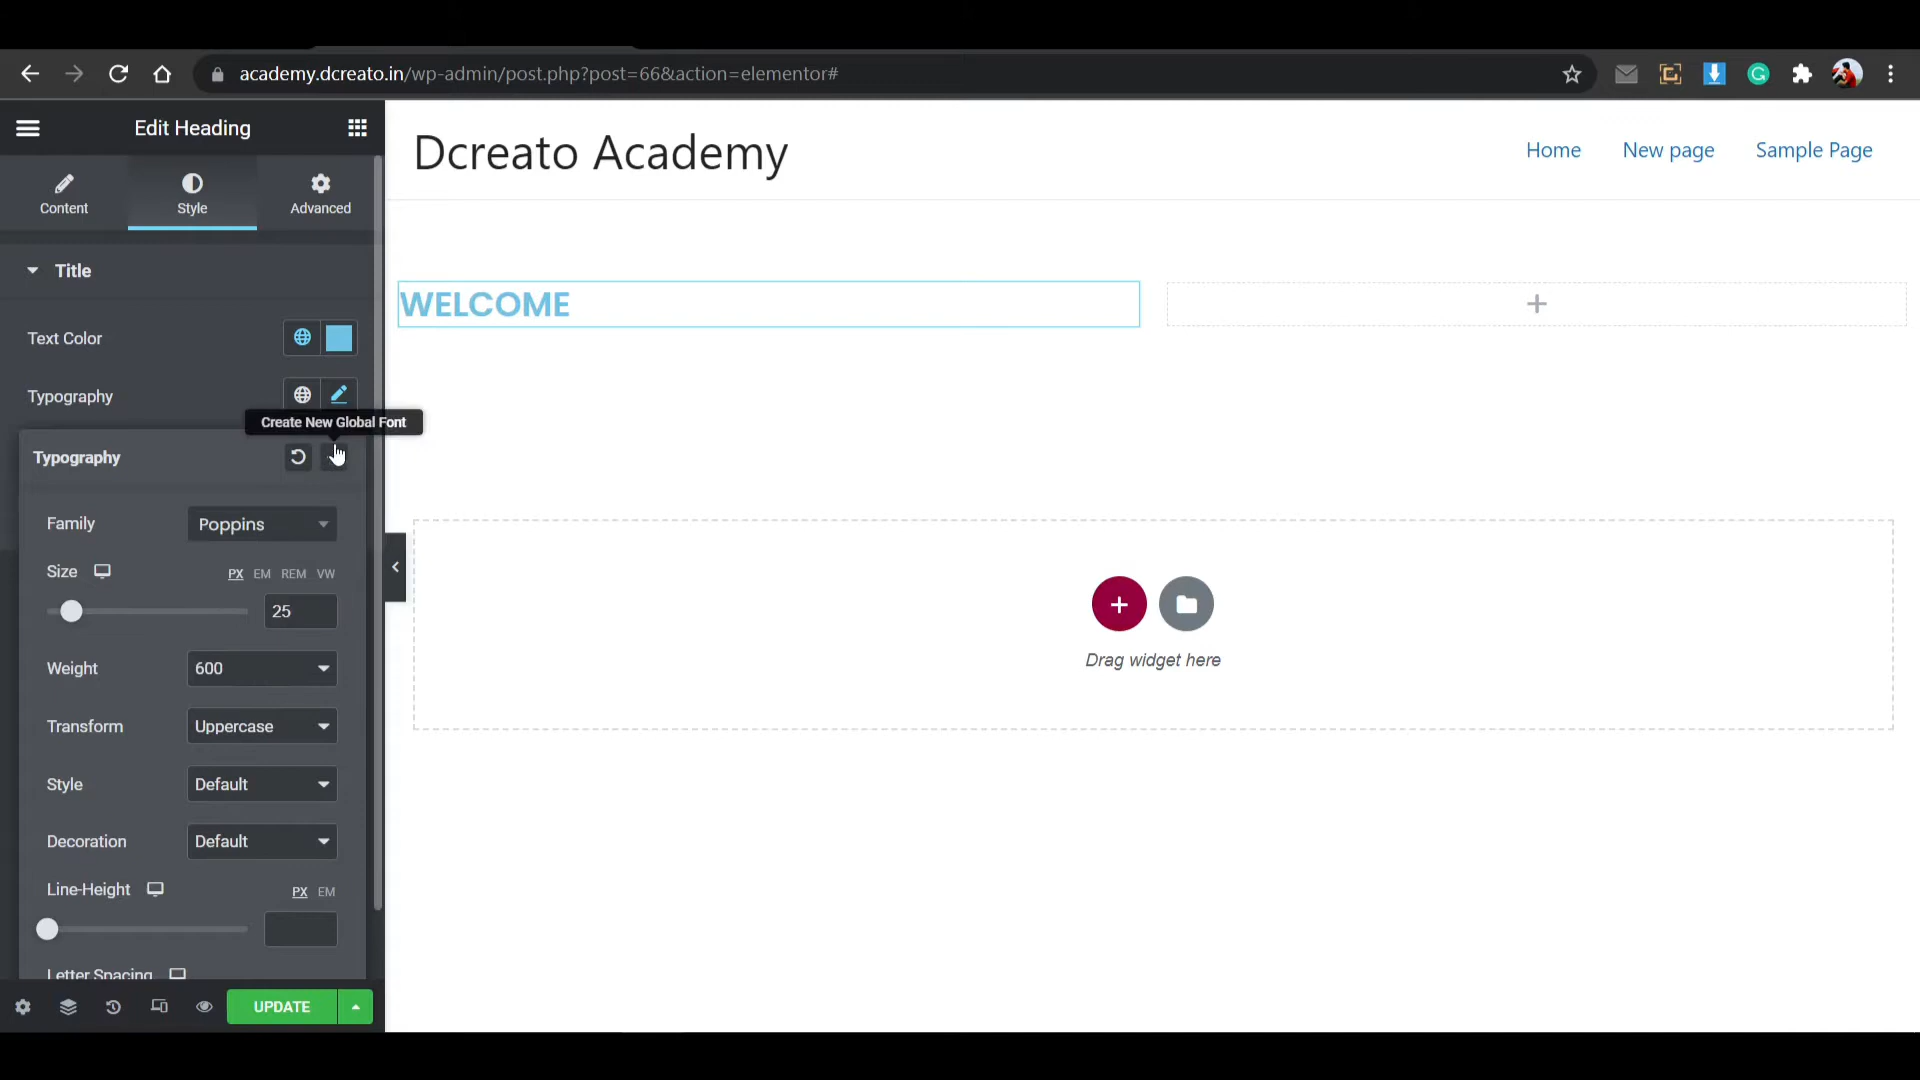 academy.dcreato.in/wp-admin/post.php?post=66&action=elementor#
Edit Heading
Content
Style
Advanced
Title
Text Color
Typography
Create New Global Font
Typography
Family
Poppins
Size
PX EM REM VW
25
Weight
600
Transform
Uppercase
Style
Default
Decoration
Default
Line-Height
PX EM
Letter Spacing
UPDATE
Dcreato Academy
Home
New page
Sample Page
WELCOME
Drag widget here